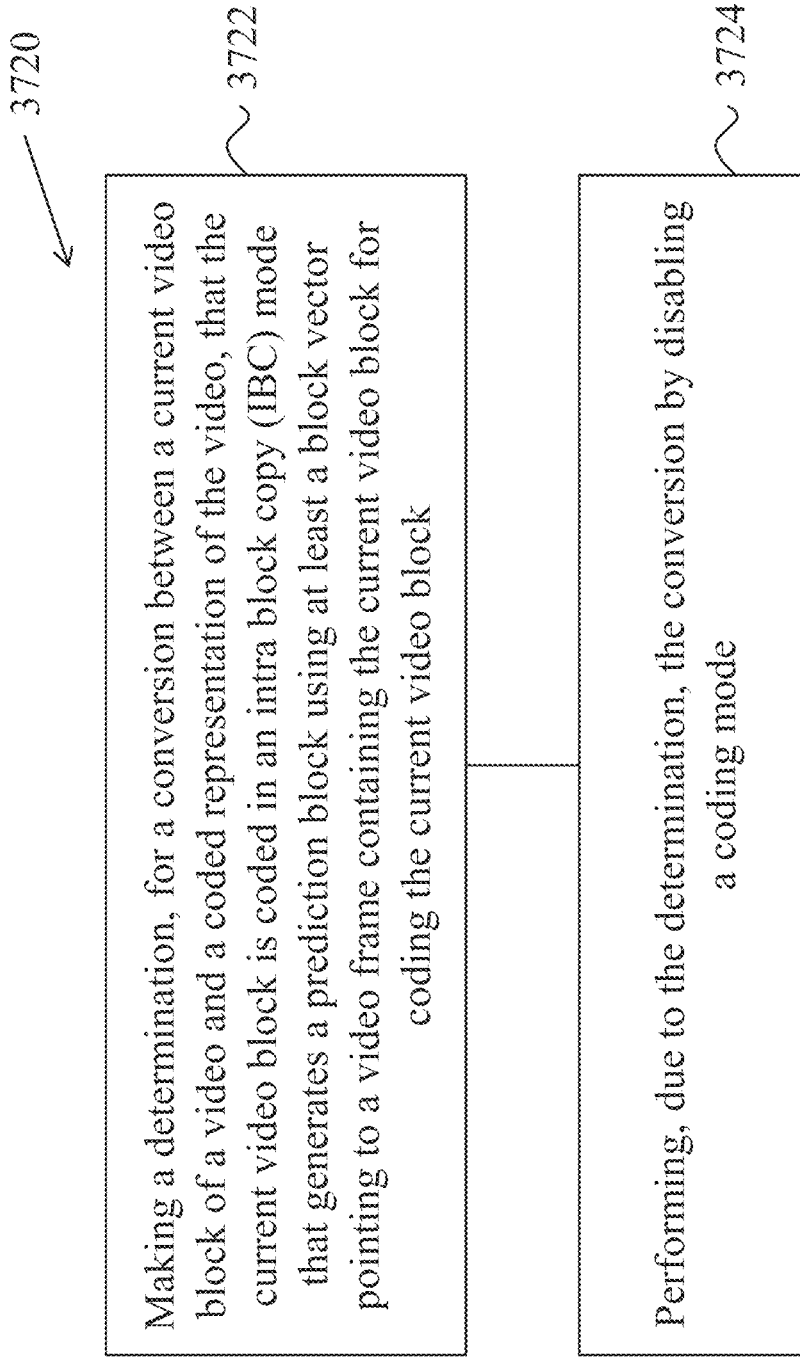 3720
Making a determination, for a conversion between a current video
block of a video and a coded representation of the video, that the
current video block is coded in an intra block copy (IBC) mode
that generates a prediction block using at least a block vector
pointing to a video frame containing the current video block for
coding the current video block
3722
Performing, due to the determination, the conversion by disabling
a coding mode
3724